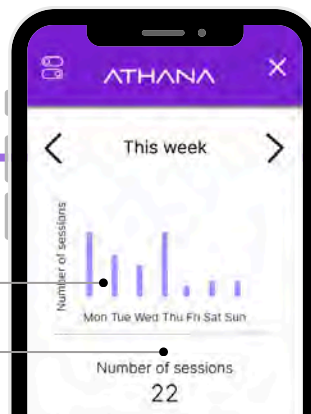 ATHANA
This week
Number of sessions
Mon Tue Wed Thu Fri Sat Sun
Number of sessions
22